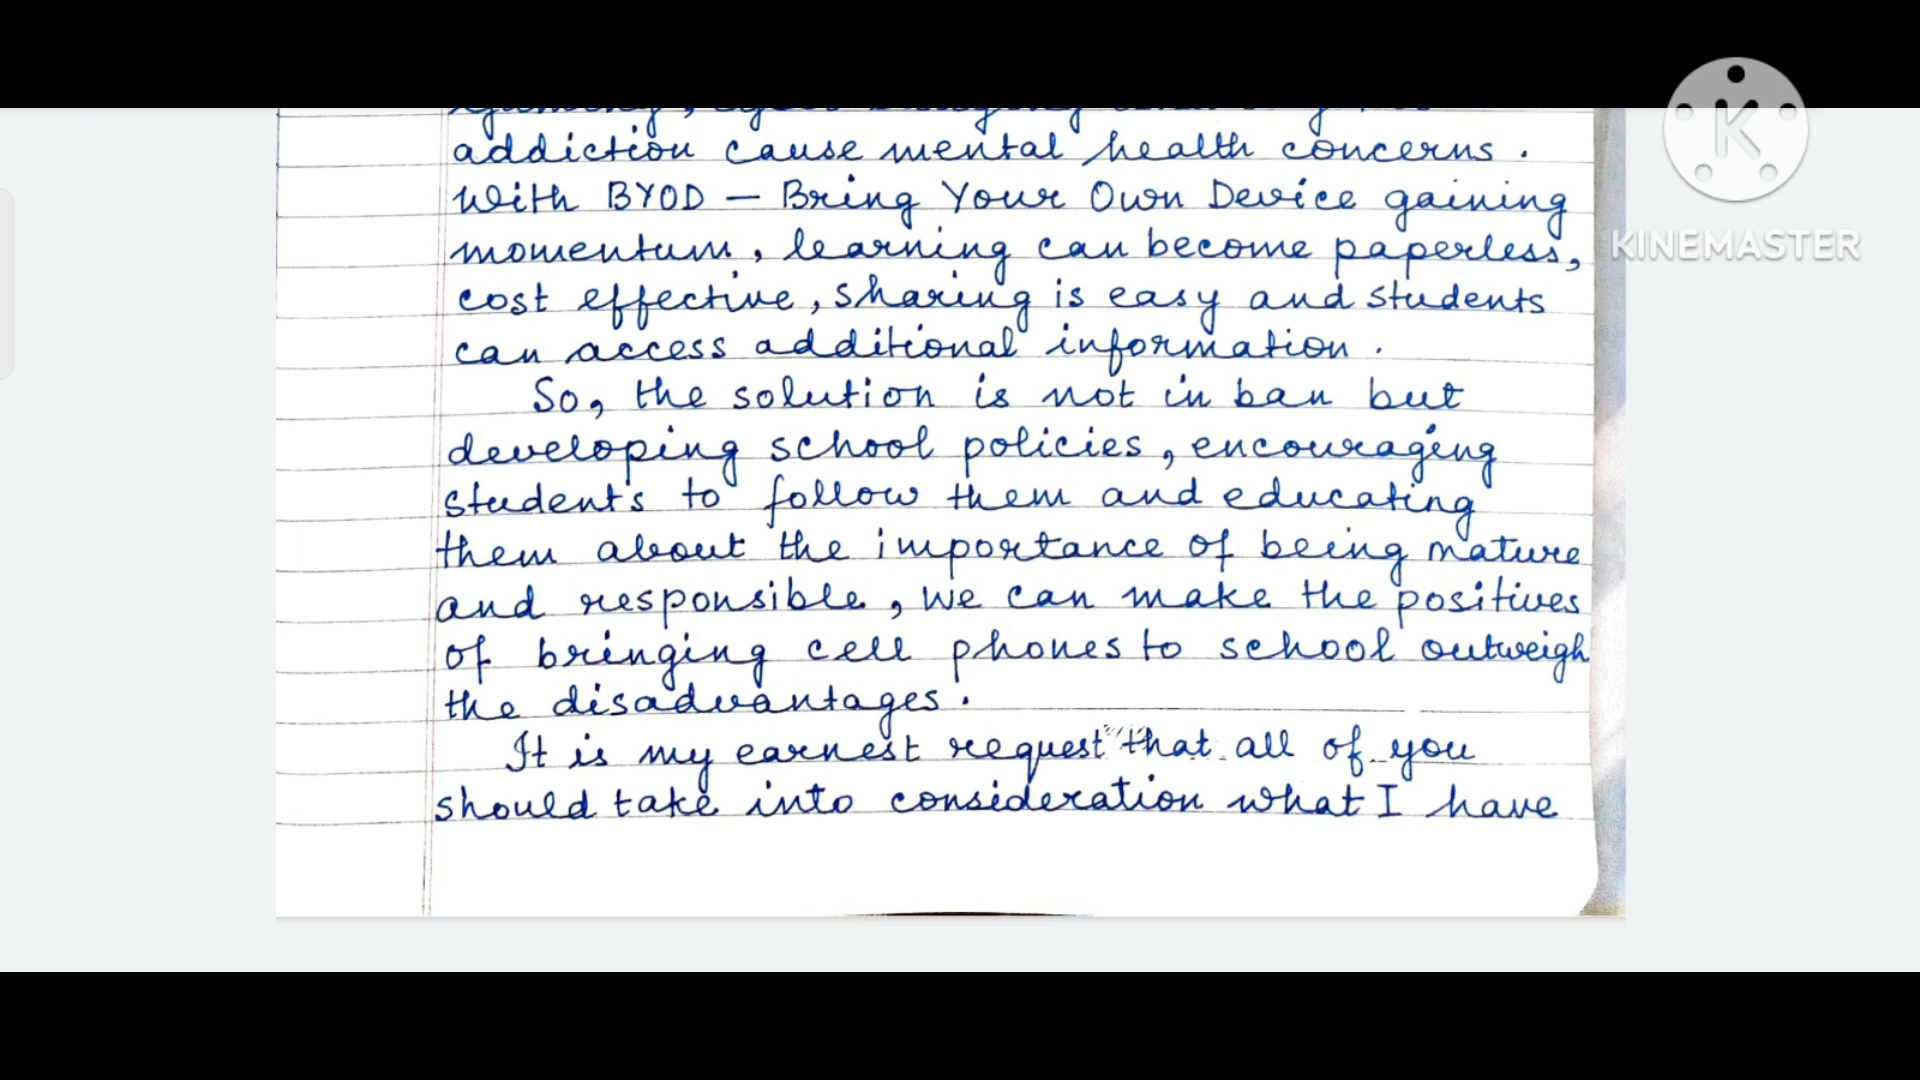 addiction cause mental health concerns.
With BYOD – Bring Your Own Device gaining
momentum, learning can become paperless,
cost effective, sharing is easy and students
can access additional information.
So, the solution is not in ban but
developing school policies, encouraging
students to follow them and educating
them about the importance of being mature
and responsible, we can make the positives
of bringing cell phones to school outweigh
the disadvantages.
It is my earnest request that all of you
should take into consideration what I have
K
KINEMASTER